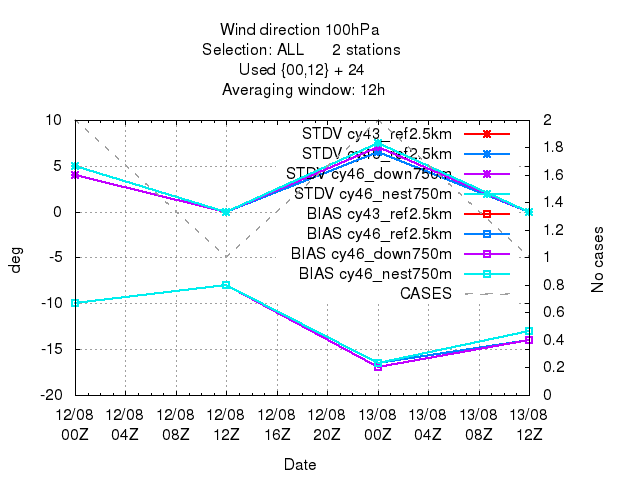 Wind direction 100hPa
Selection: ALL 2 stations
Used {00,12} + 24
Averaging window: 12h
10
5
0
-5
-10
-15
-20
deg
2
1.8
1.6
1.4
1.2
1
0.8
0.6
0.4
0.2
0
No cases
STDV cy43_ref2.5km
STDV cy46_ref2.5km
STDV cy46_down750m
STDV cy46_nest750m
BIAS cy43_ref2.5km
BIAS cy46_ref2.5km
BIAS cy46_down750m
BIAS cy46_nest750m
CASES
12/08 12/08 12/08 12/08 12/08 12/08 13/08 13/08 13/08 13/08
00Z 04Z 08Z 12Z 16Z 20Z 00Z 04Z 08Z 12Z
Date